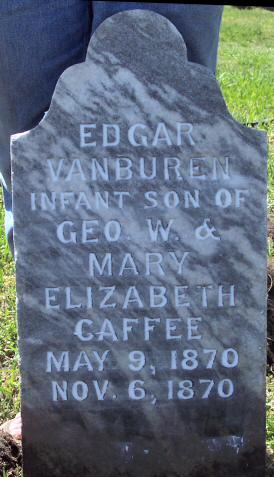 EDGAR
VANBUREN
INFANT SON OF
GEO. W. &
MARY
ELIZABETH
CAFFEE
MAY 9, 1870
NOV. 6, 1870